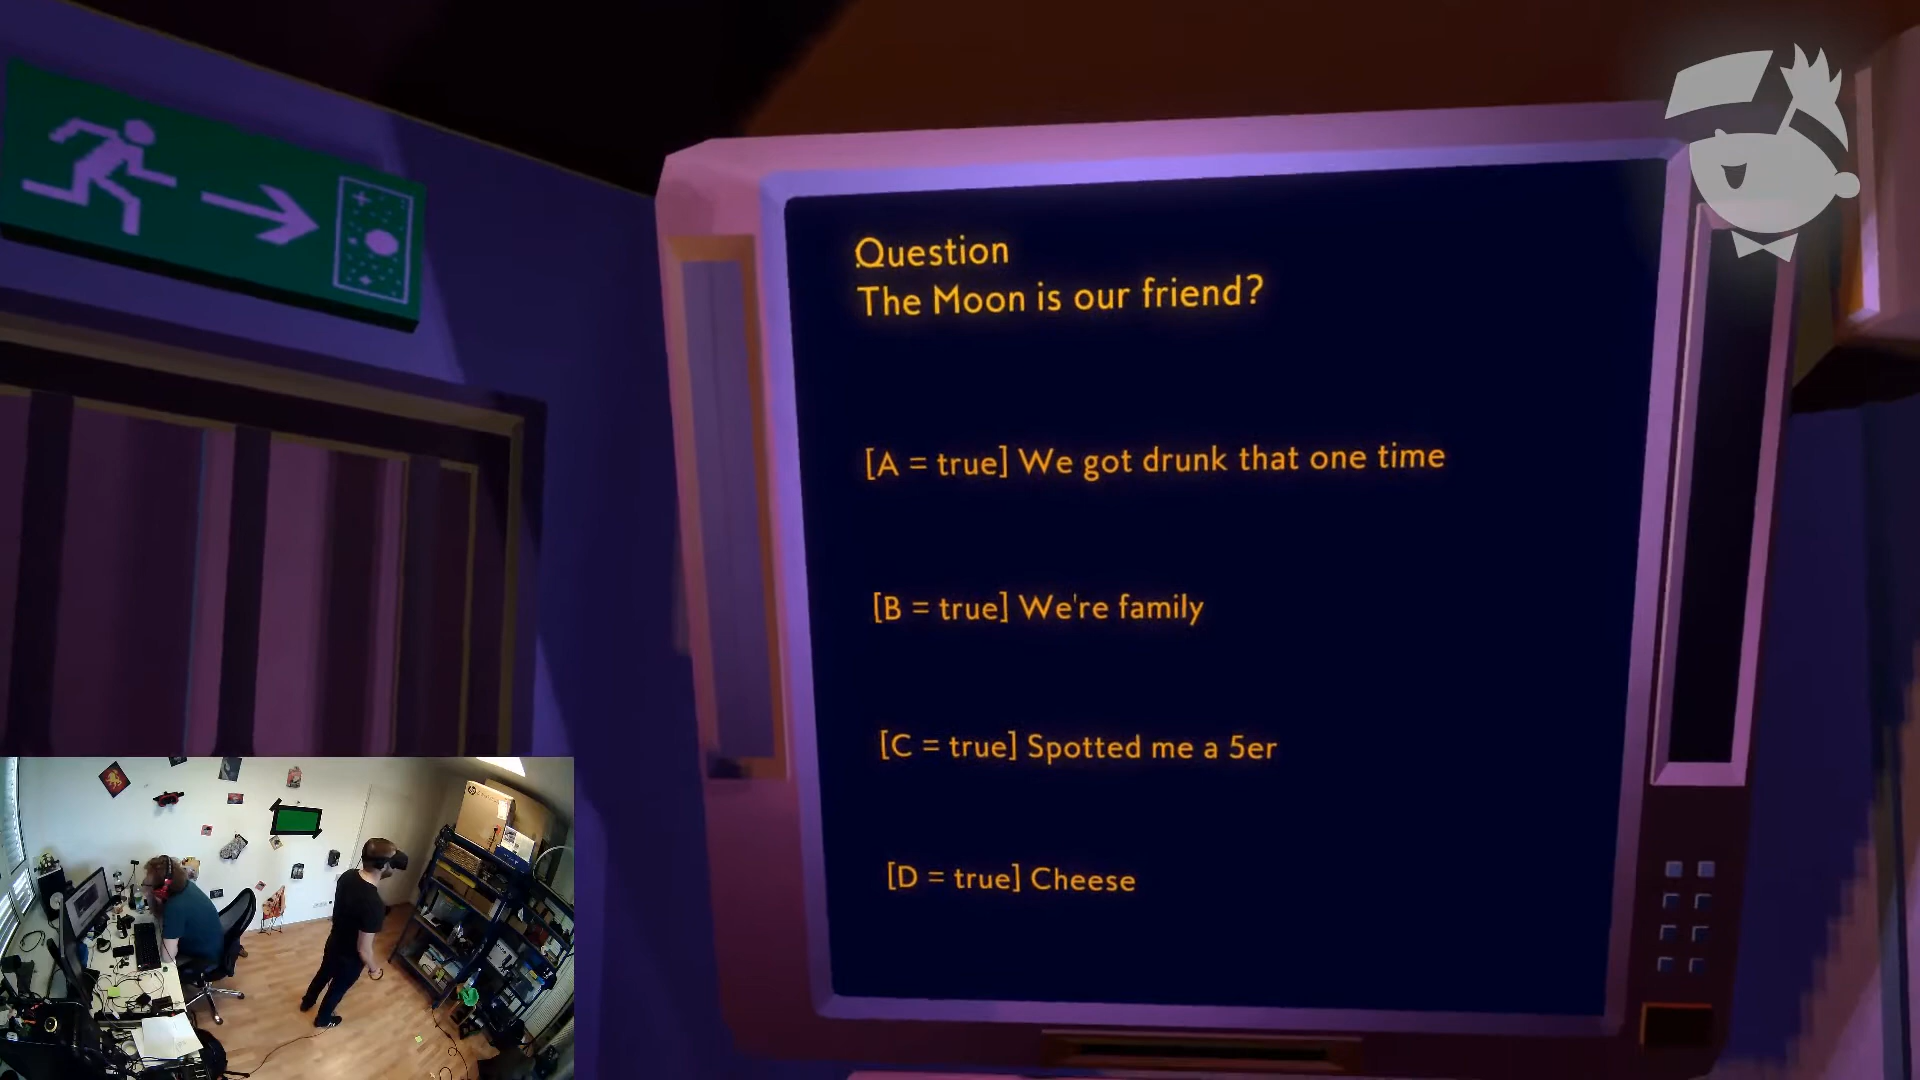 Question
The Moon is our friend?
[A = true] We got drunk that one time
[B = true] We're family
[C = true] Spotted me a 5er
[D = true] Cheese